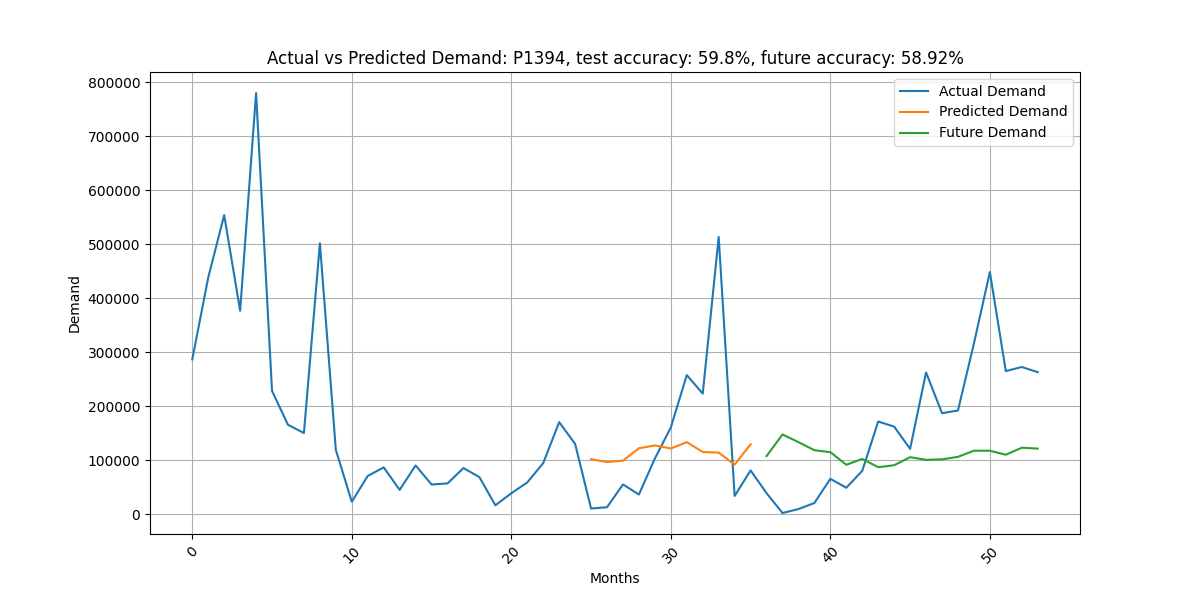 Actual vs Predicted Demand: P1394, test accuracy: 59.8%, future accuracy: 58.92%
Actual Demand
Predicted Demand
Future Demand
800000
700000
600000
500000
400000
300000
200000
100000
0
Demand
0
10
20
30
40
50
Months